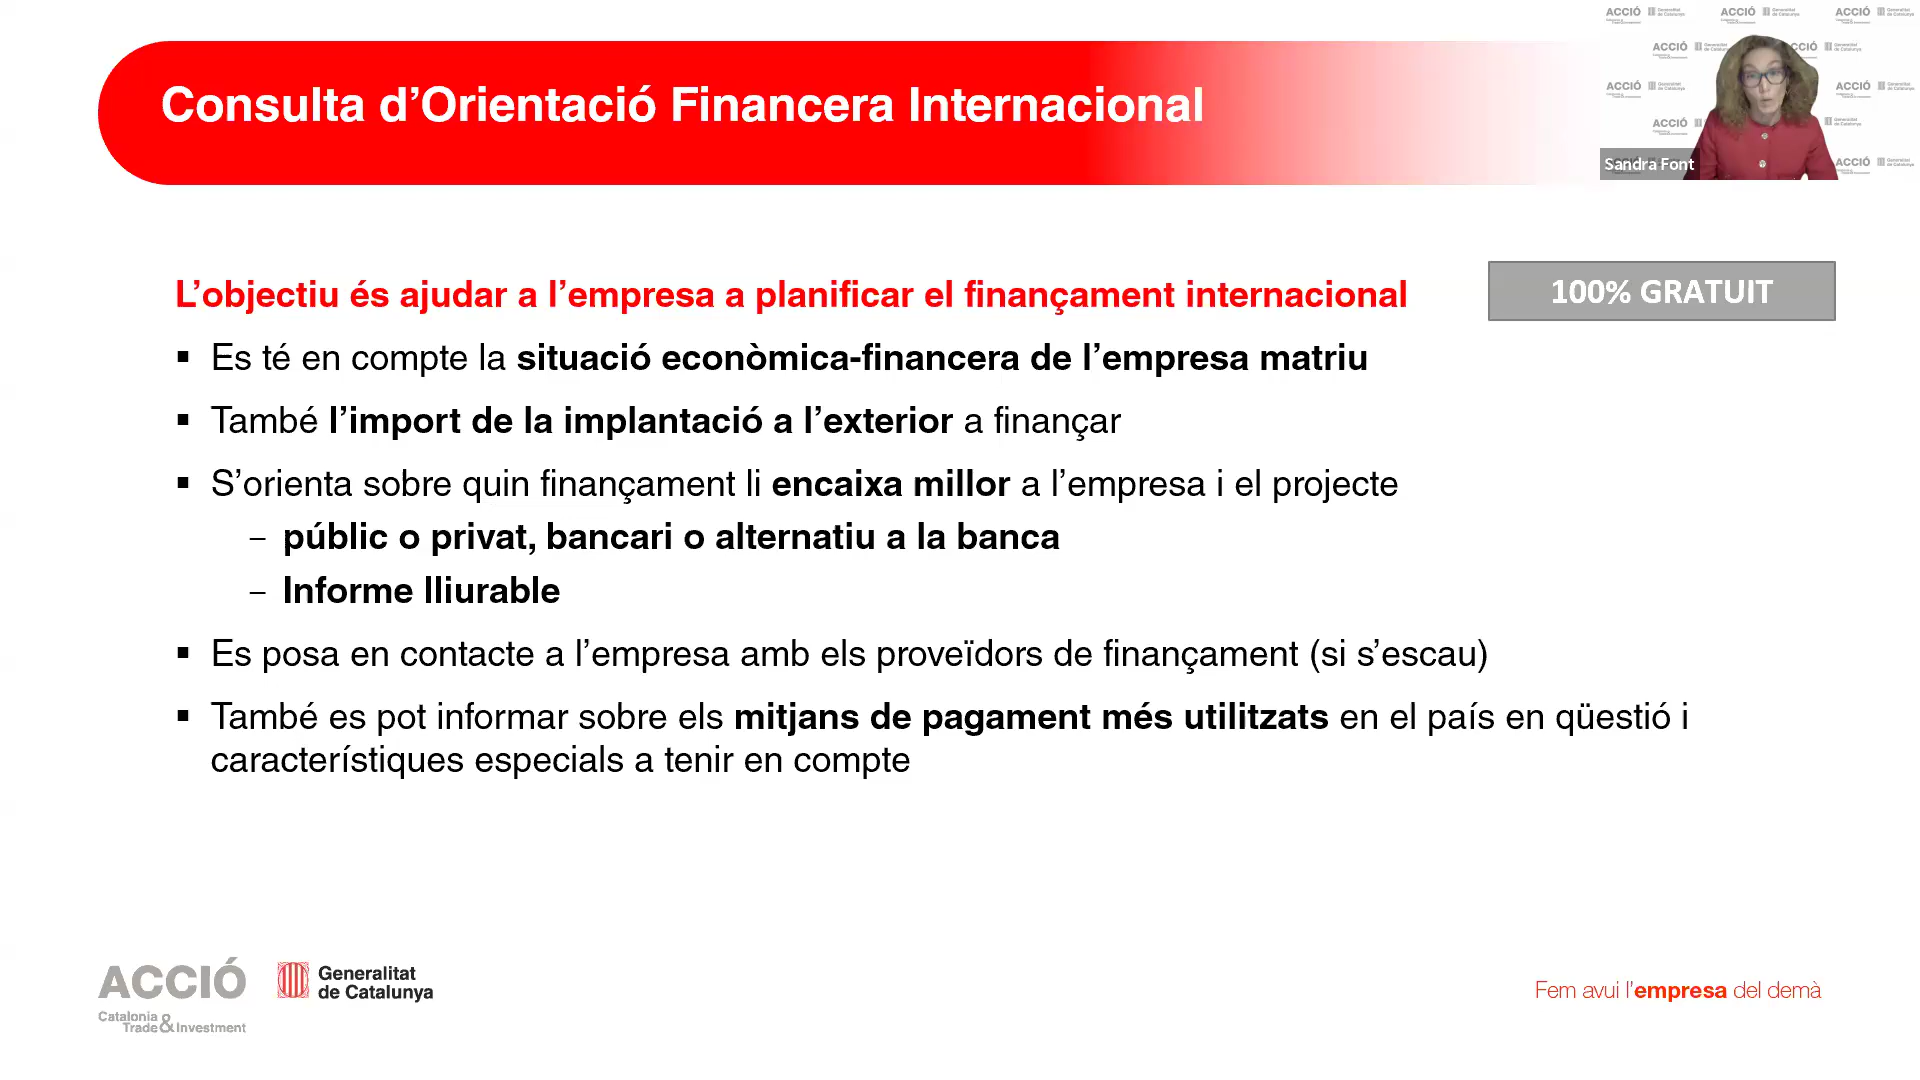 Consulta d’Orientació Financera Internacional
Sandra Font
L’objectiu és ajudar a l’empresa a planificar el finançament internacional
100% GRATUIT
▪ Es té en compte la situació econòmica-financera de l’empresa matriu
▪ També l’import de la implantació a l’exterior a finançar
▪ S’orienta sobre quin finançament li encaixa millor a l’empresa i el projecte
– públic o privat, bancari o alternatiu a la banca
– Informe lliurable
▪ Es posa en contacte a l’empresa amb els proveïdors de finançament (si s’escau)
▪ També es pot informar sobre els mitjans de pagament més utilitzats en el país en qüestió i
característiques especials a tenir en compte
ACCIÓ
Catalonia
Trade & Investment
Generalitat
de Catalunya
Fem avui l’empresa del demà